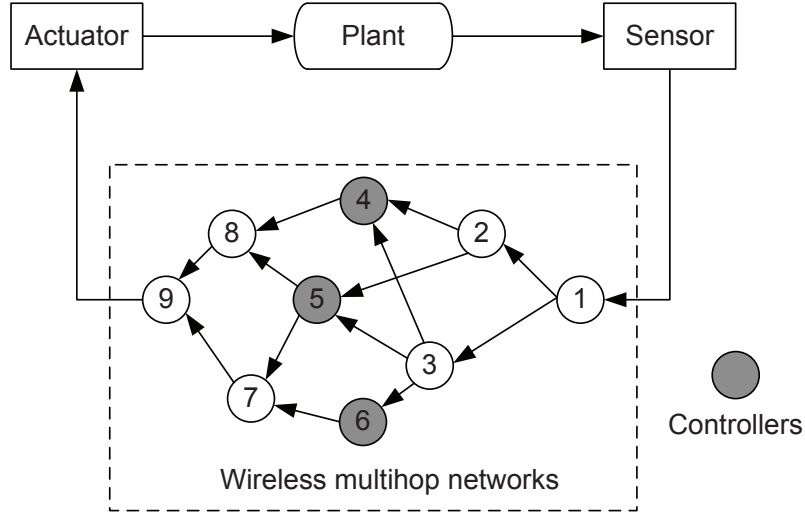 Actuator
Plant
Sensor
4
8
2
9
5
1
3
7
6
Controllers
Wireless multihop networks